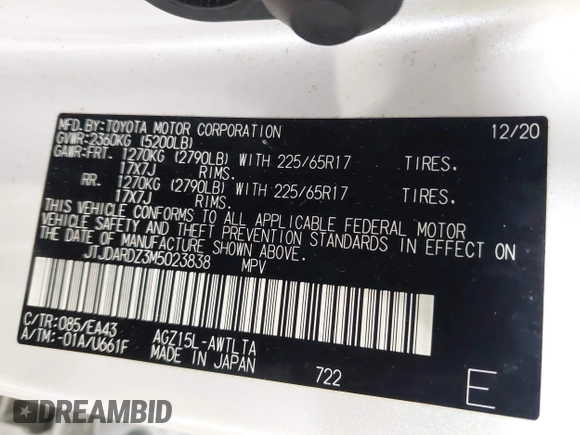 MFD.BY:TOYOTA MOTOR CORPORATION 12/20
GVWR:2360KG (5200LB)
GAWR-FRT. 1270KG (2790LB) WITH 225/65R17 TIRES.
17X7J RIMS.
RR. 1270KG (2790LB) WITH 225/65R17 TIRES.
17X7J RIMS.
THIS VEHICLE CONFORMS TO ALL APPLICABLE FEDERAL MOTOR
VEHICLE SAFETY AND THEFT PREVENTION STANDARDS IN EFFECT ON
THE DATE OF MANUFACTURE SHOWN ABOVE.
JTJDARDZ3M5023838 MPV
C/TR:085/EA43 AGZ15L-AWTLTA
A/TM:-01A/U661F MADE IN JAPAN 722 E
DREAMBID